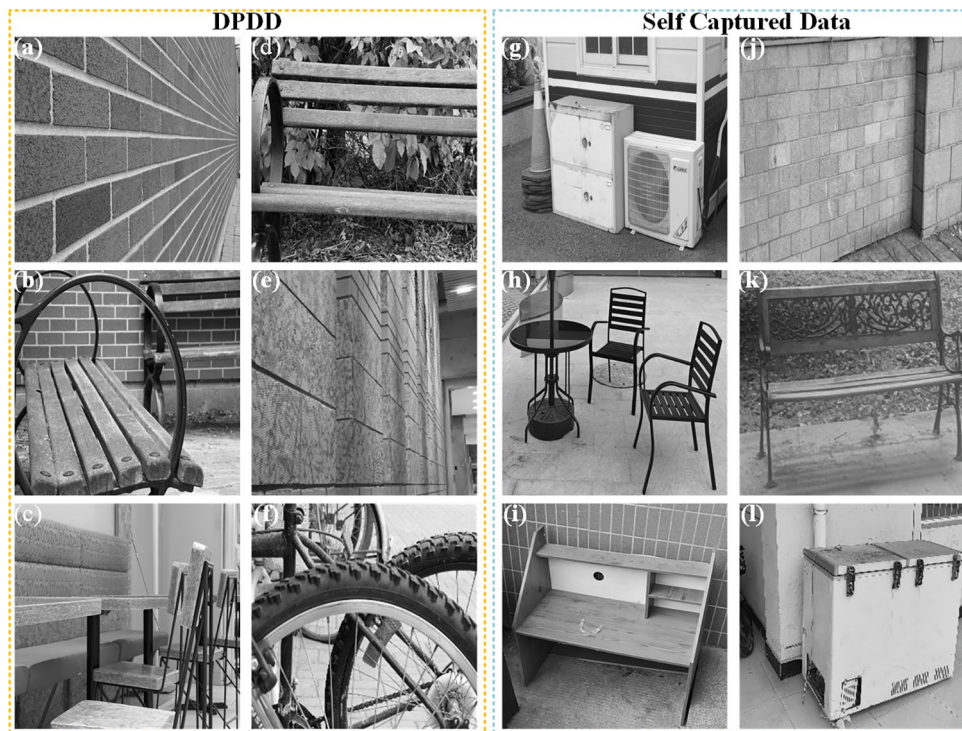 DPDD
Self Captured Data
(a)
(d)
(g)
(j)
(b)
(e)
(h)
(k)
(c)
(f)
(i)
(l)